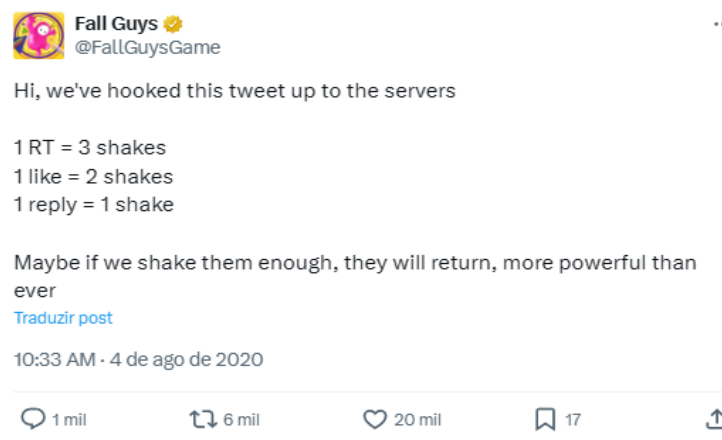 Fall Guys
@FallGuysGame
Hi, we've hooked this tweet up to the servers
1 RT = 3 shakes
1 like = 2 shakes
1 reply = 1 shake
Maybe if we shake them enough, they will return, more powerful than
ever
Traduzir post
10:33 AM · 4 de ago de 2020
1 mil 6 mil 20 mil 17